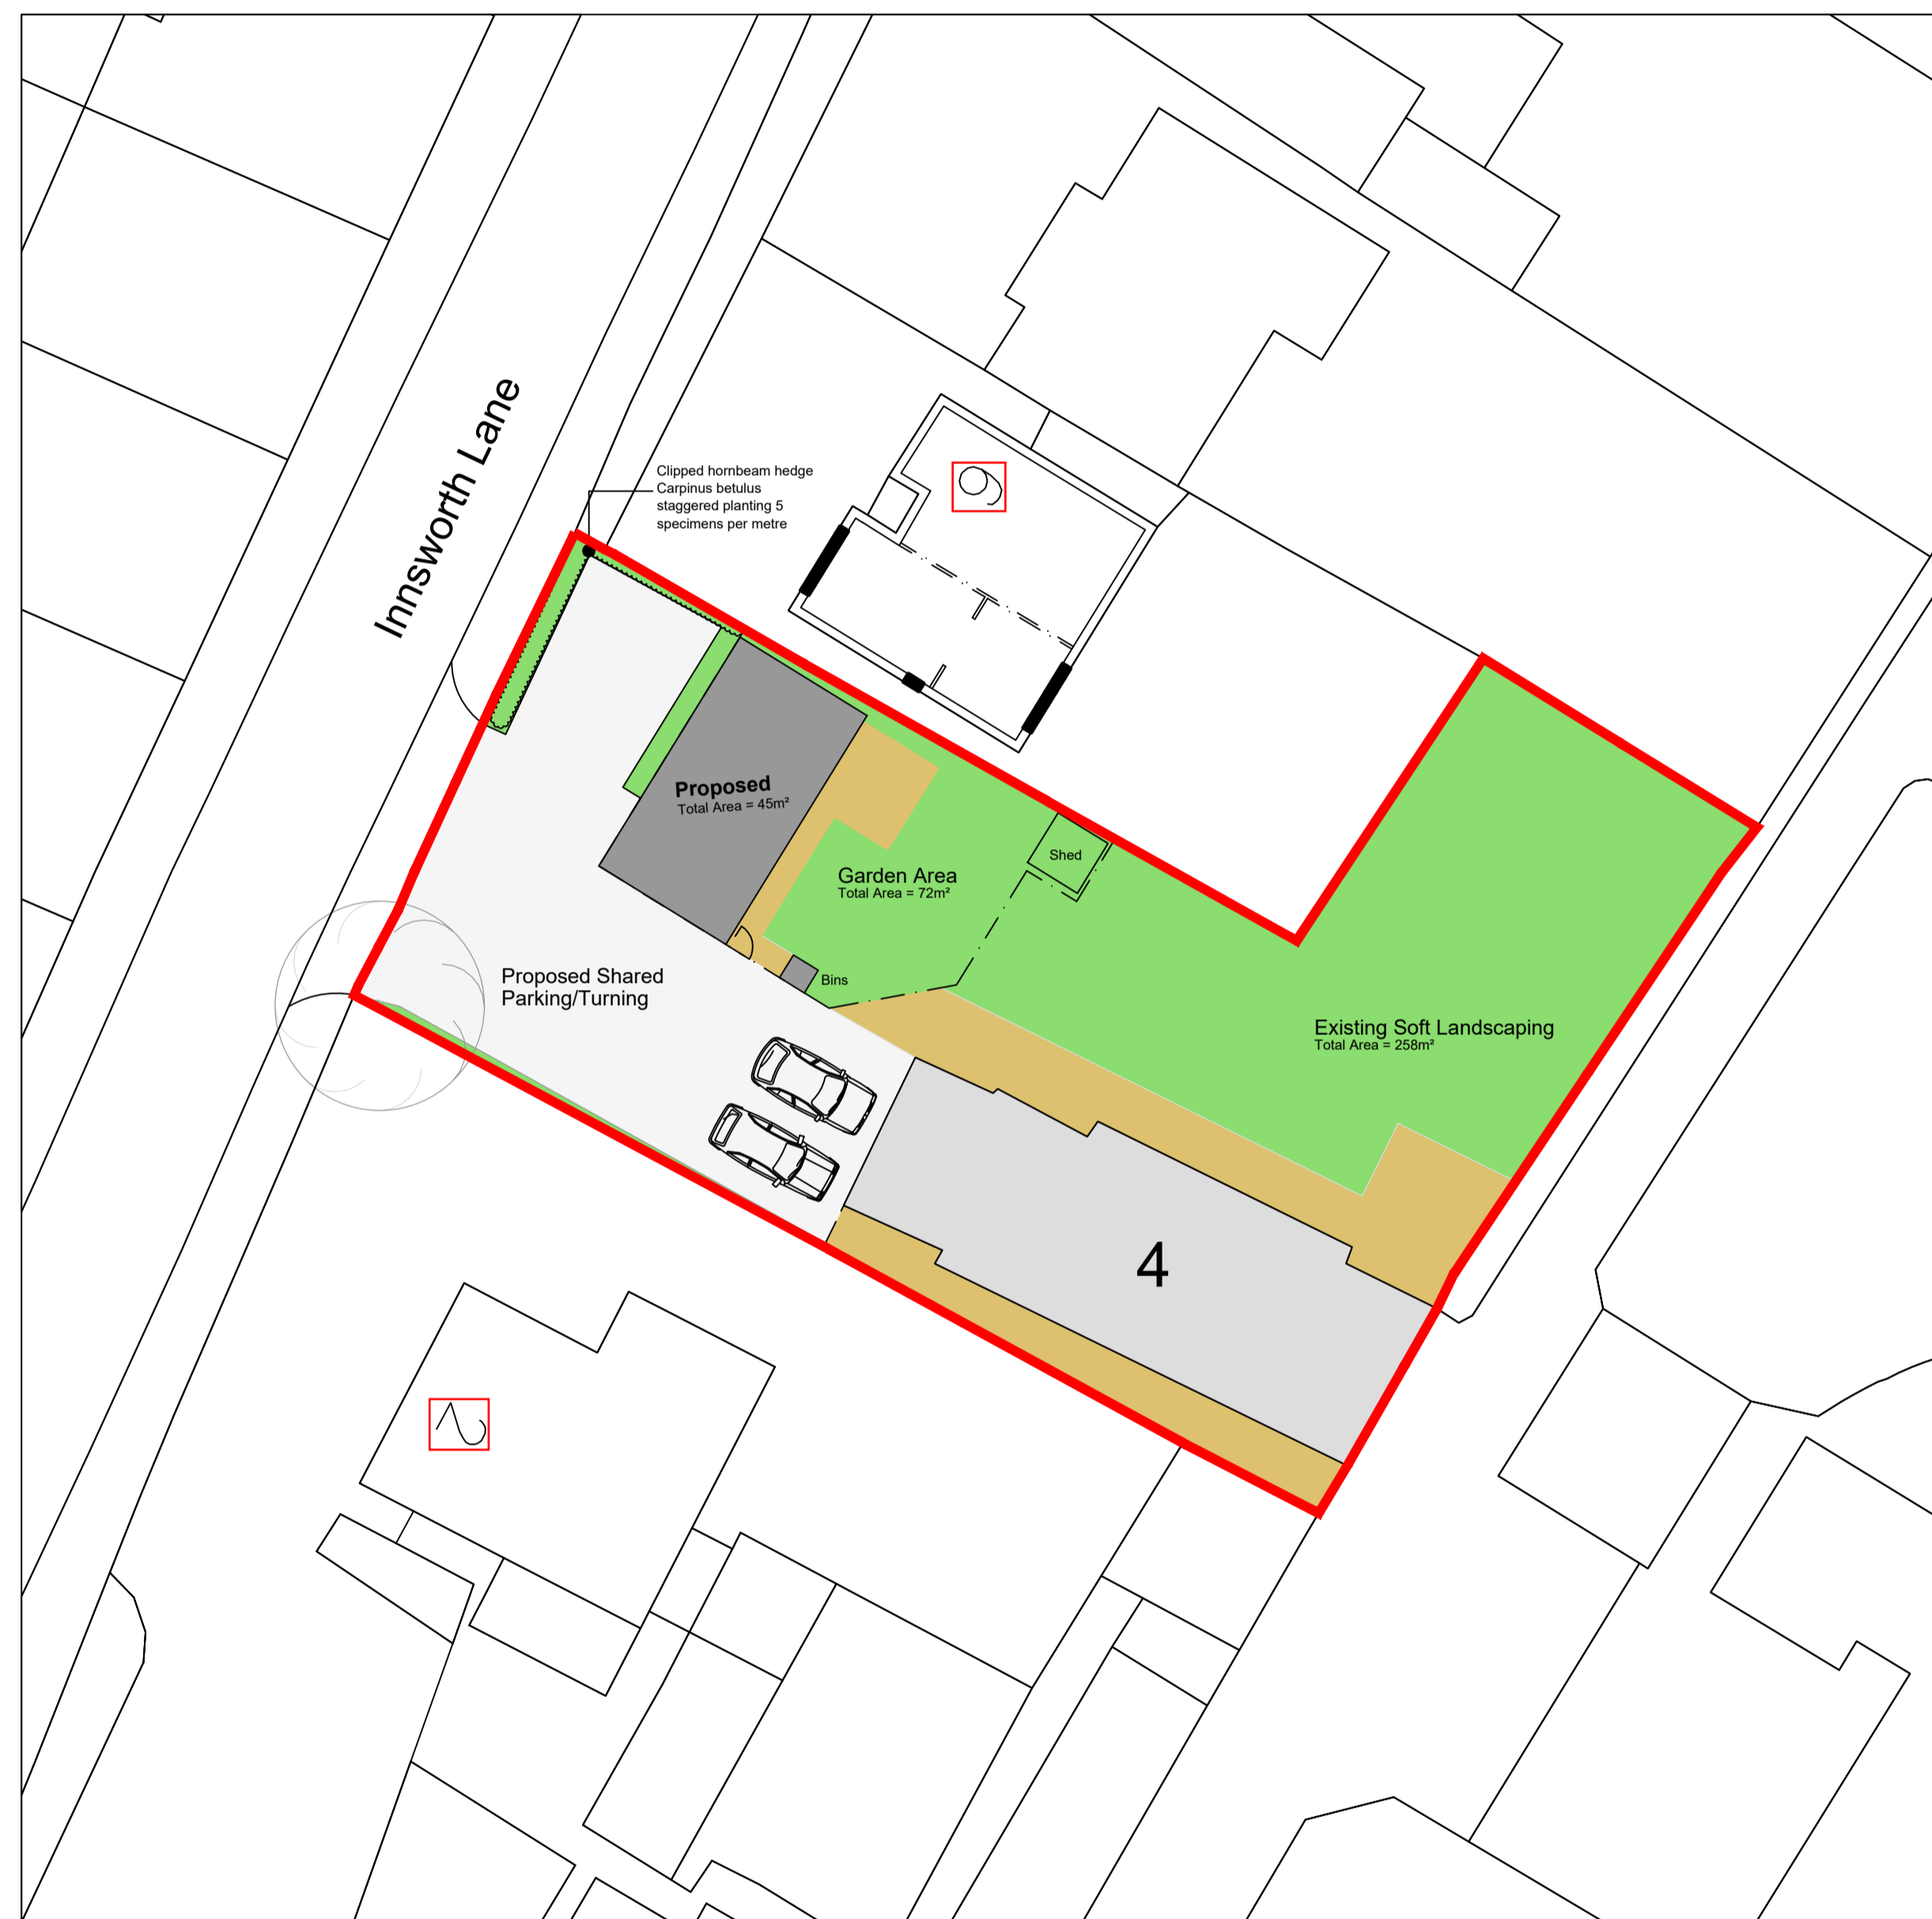 Innsworth Lane
Clipped hornbeam hedge
Carpinus betulus
staggered planting 5
specimens per metre
Proposed
Total Area = 45m²
Shed
Garden Area
Total Area = 72m²
Bins
Proposed Shared
Parking/Turning
Existing Soft Landscaping
Total Area = 258m²
4